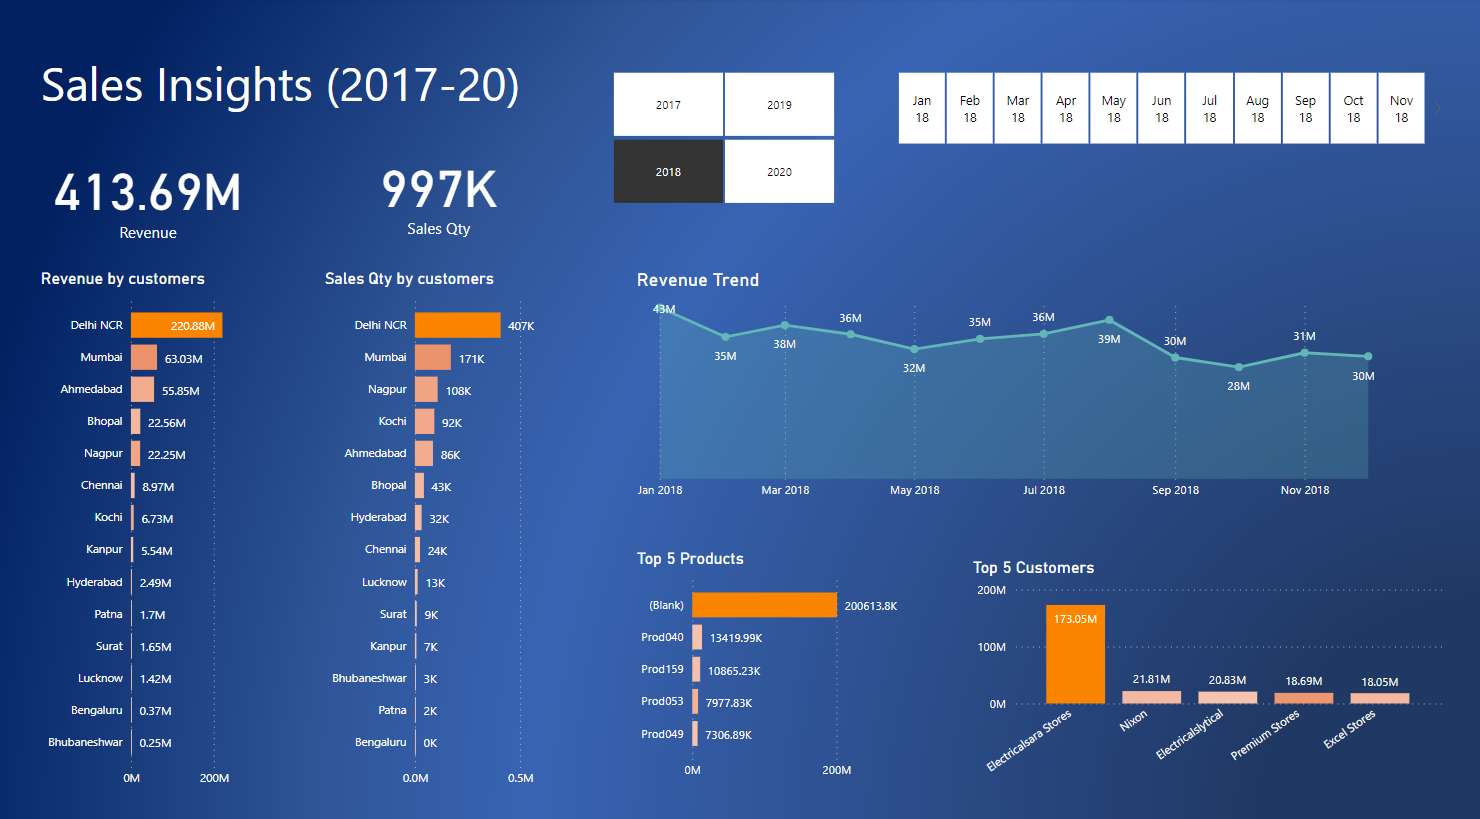 Sales Insights (2017-20)
2017
2019
2018
2020
Jan 18
Feb 18
Mar 18
Apr 18
May 18
Jun 18
Jul 18
Aug 18
Sep 18
Oct 18
Nov 18
413.69M
Revenue
997K
Sales Qty
Revenue by customers
Delhi NCR 220.88M
Mumbai 63.03M
Ahmedabad 55.85M
Bhopal 22.56M
Nagpur 22.25M
Chennai 8.97M
Kochi 6.73M
Kanpur 5.54M
Hyderabad 2.49M
Patna 1.7M
Surat 1.65M
Lucknow 1.42M
Bengaluru 0.37M
Bhubaneshwar 0.25M
0M 200M
Sales Qty by customers
Delhi NCR 407K
Mumbai 171K
Nagpur 108K
Kochi 92K
Ahmedabad 86K
Bhopal 43K
Hyderabad 32K
Chennai 24K
Lucknow 13K
Surat 9K
Kanpur 7K
Bhubaneshwar 3K
Patna 2K
Bengaluru 0K
0.0M 0.5M
Revenue Trend
43M 35M 38M 36M 32M 35M 36M 39M 30M 28M 31M 30M
Jan 2018 Mar 2018 May 2018 Jul 2018 Sep 2018 Nov 2018
Top 5 Products
(Blank) 200613.8K
Prod040 13419.99K
Prod159 10865.23K
Prod053 7977.83K
Prod049 7306.89K
0M 200M
Top 5 Customers
200M
100M
0M
173.05M 21.81M 20.83M 18.69M 18.05M
Electricalsara Stores
Nixon
Electricalslytical
Premium Stores
Excel Stores